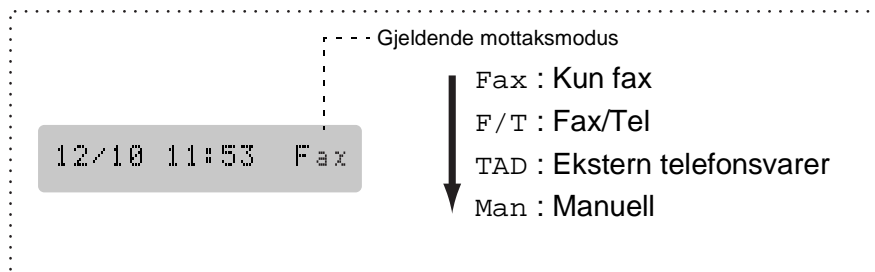 Gjeldende mottaksmodus
12/10 11:53 Fax
Fax : Kun fax
F/T : Fax/Tel
TAD : Ekstern telefonsvarer
Man : Manuell